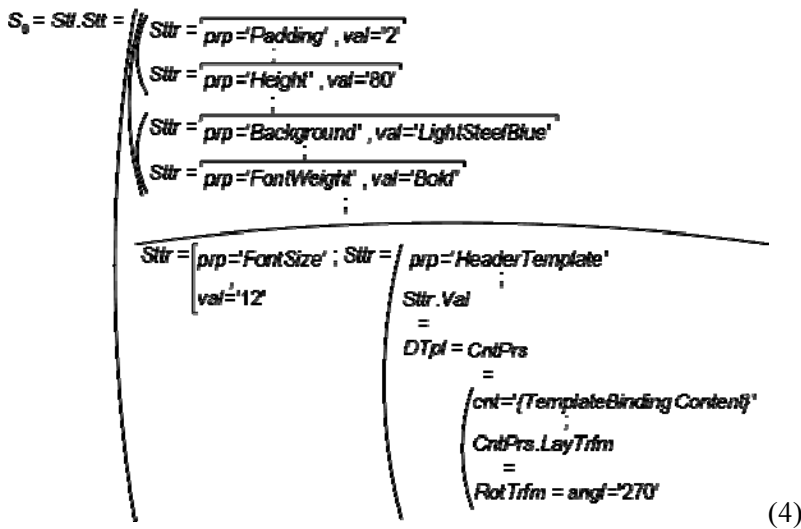 S₉ = Stl.Stt = Sttr = prp='Padding' , val='2'
;
Sttr = prp='Height' , val='80'
;
Sttr = prp='Background' , val='LightSteelBlue'
;
Sttr = prp='FontWeight' , val='Bold'
;
Sttr = prp='FontSize' ; Sttr = prp='HeaderTemplate'
, ;
val='12' Sttr.Val
=
DTpl = CntPrs
=
cnt='{TemplateBinding Content}'
;
CntPrs.LayTrfm
=
RotTrfm = angl='270'
(4)